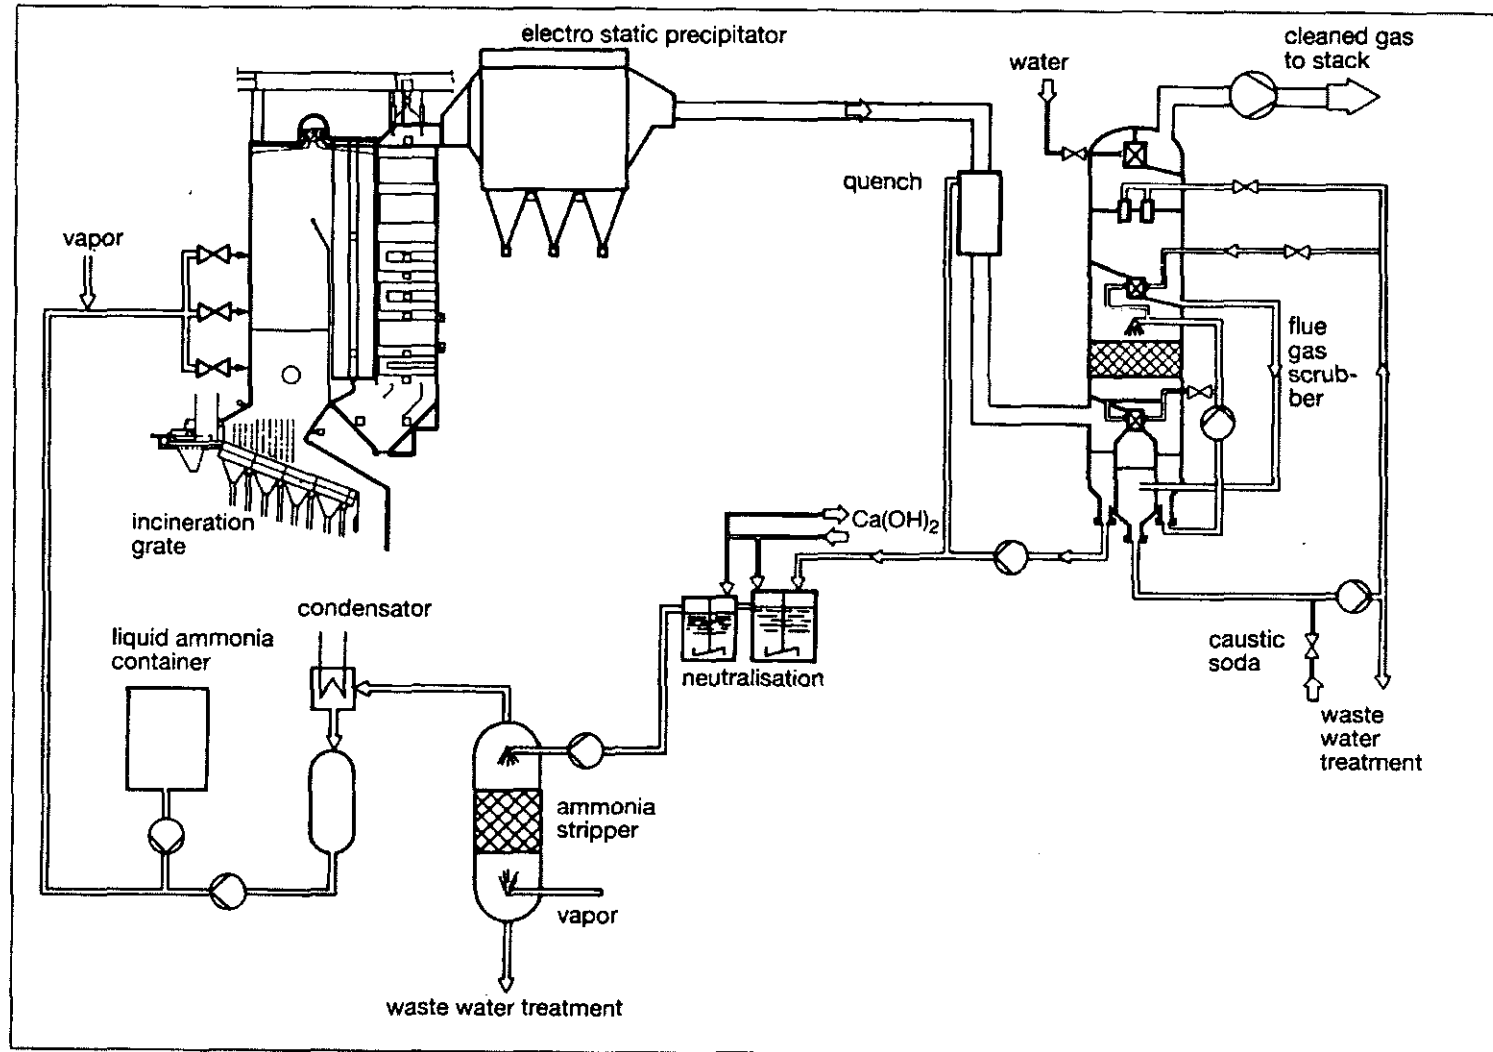 electro static precipitator
cleaned gas
to stack
water
quench
vapor
flue
gas
scrub-
ber
incineration
grate
Ca(OH)2
condensator
liquid ammonia
container
neutralisation
caustic
soda
waste
water
treatment
ammonia
stripper
vapor
waste water treatment